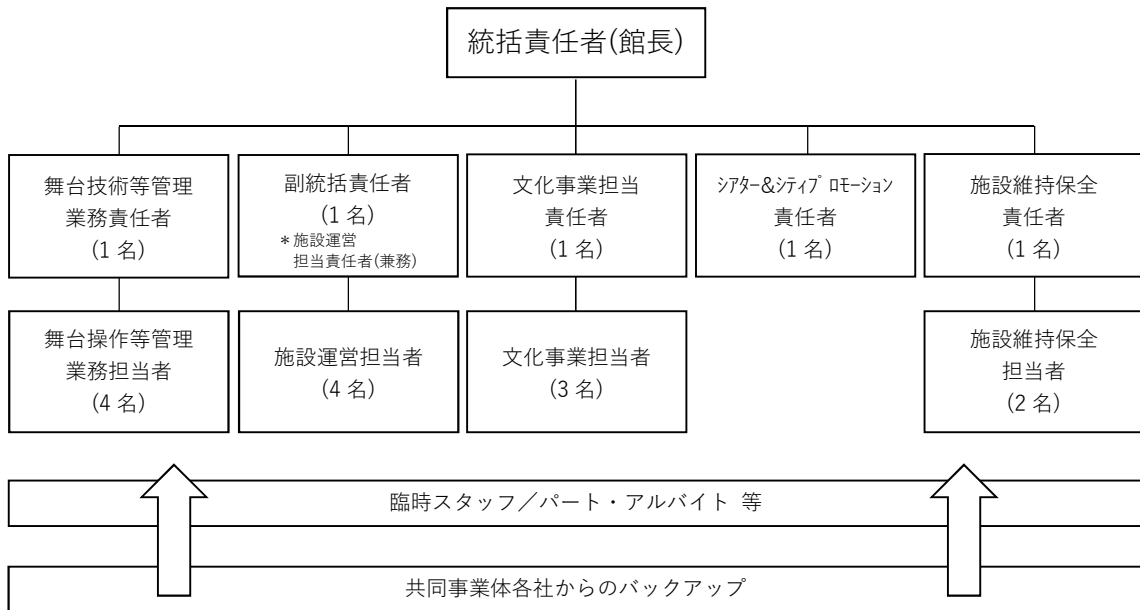 統括責任者(館長)
舞台技術等管理
業務責任者
(1 名)
副統括責任者
(1 名)
＊施設運営
担当責任者(兼務)
文化事業担当
責任者
(1 名)
ｼｱﾀｰ&ｼﾃｨﾌﾟﾛﾓｰｼｮﾝ
責任者
(1 名)
施設維持保全
責任者
(1 名)
舞台操作等管理
業務担当者
(4 名)
施設運営担当者
(4 名)
文化事業担当者
(3 名)
施設維持保全
担当者
(2 名)
臨時スタッフ／パート・アルバイト 等
共同事業体各社からのバックアップ